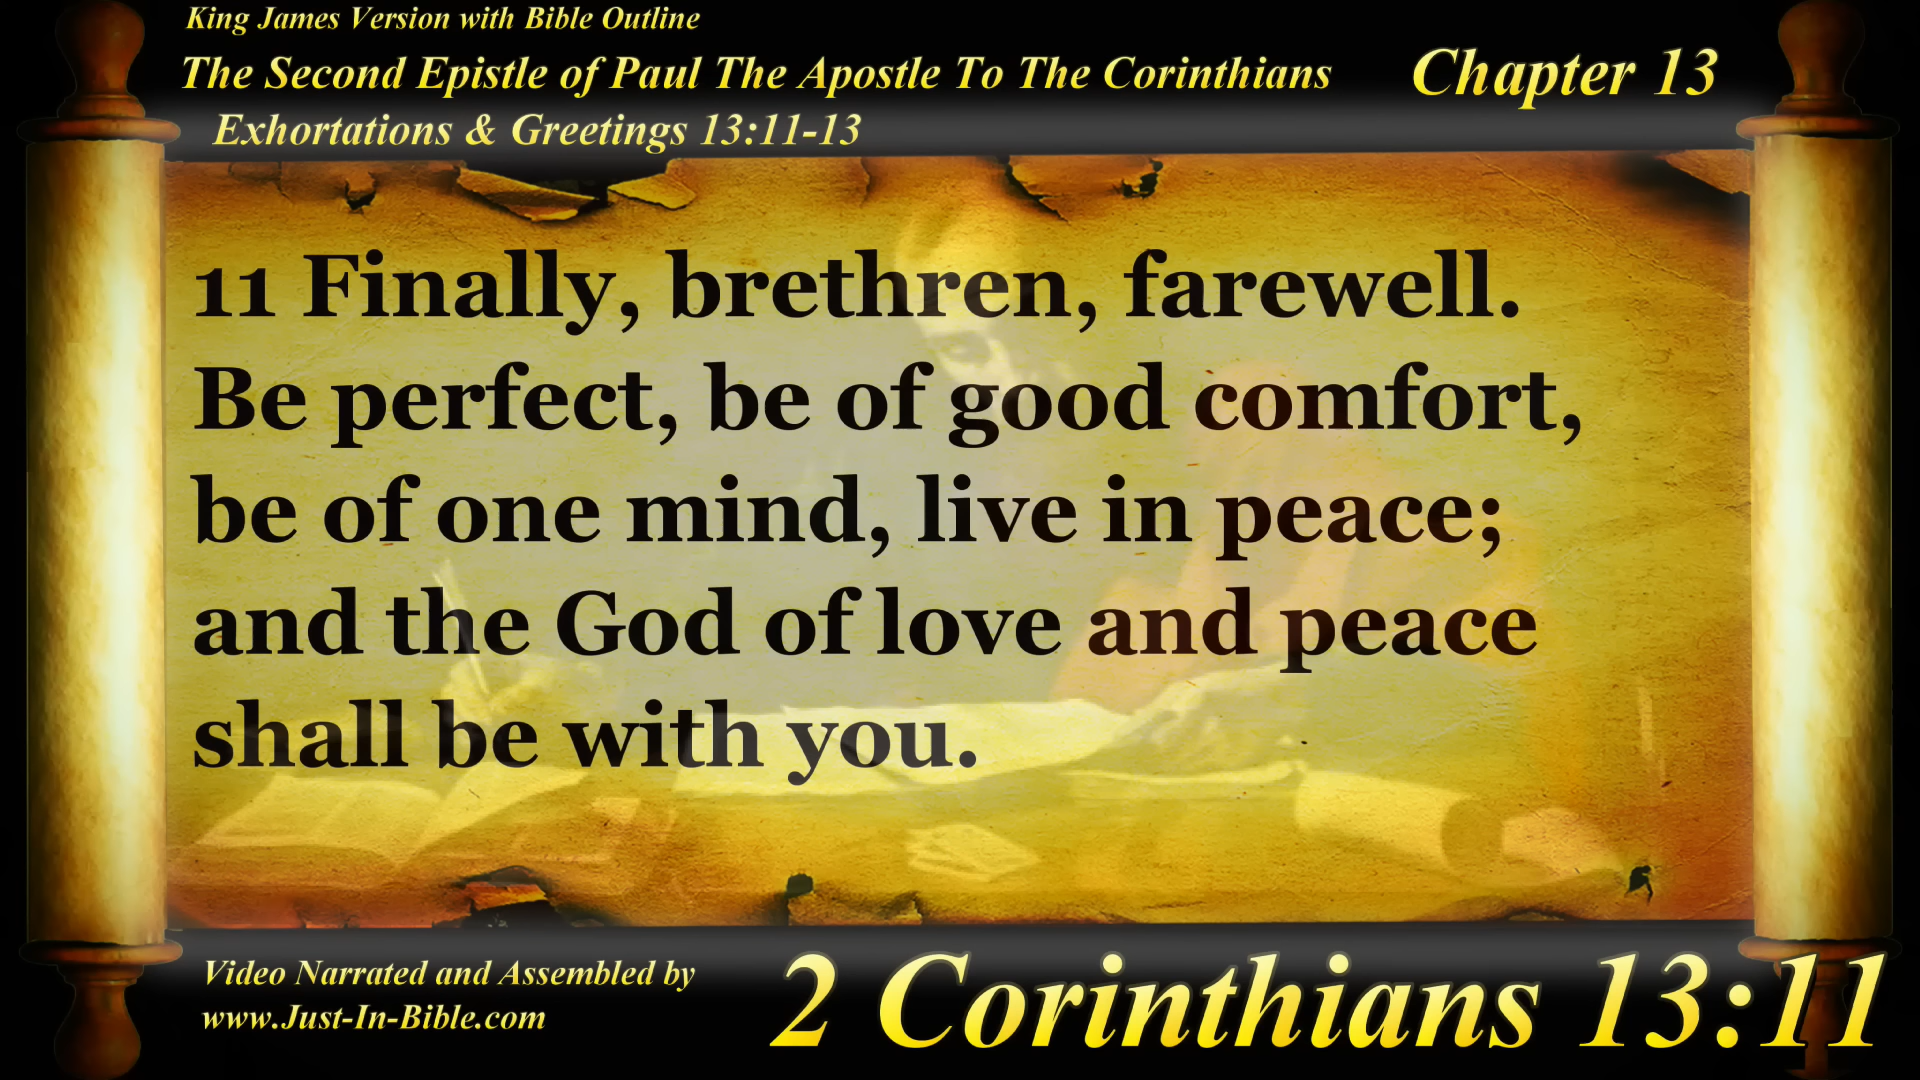 King James Version with Bible Outline
The Second Epistle of Paul The Apostle To The Corinthians
Chapter 13
Exhortations & Greetings 13:11-13
11 Finally, brethren, farewell.
Be perfect, be of good comfort,
be of one mind, live in peace;
and the God of love and peace
shall be with you.
Video Narrated and Assembled by
www.Just-In-Bible.com
2 Corinthians 13:11